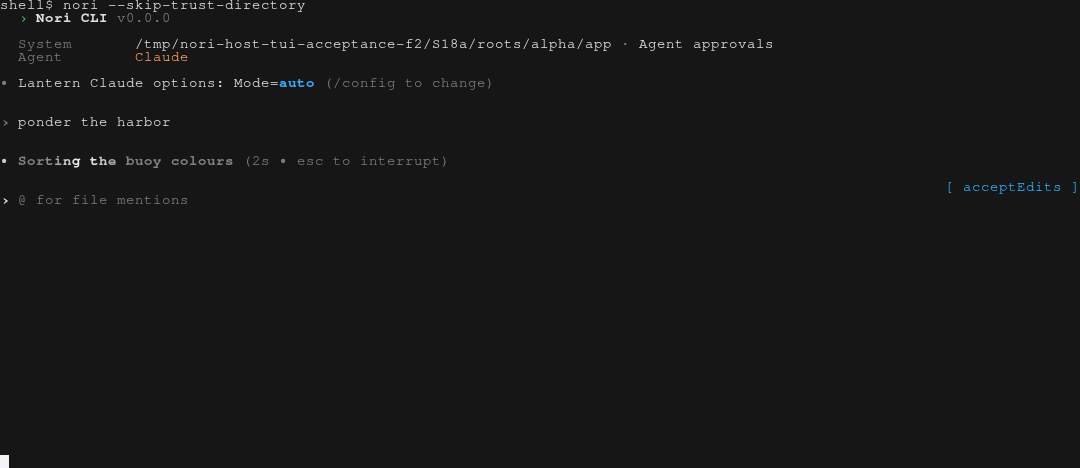 shell$ nori --skip-trust-directory
› Nori CLI v0.0.0
System /tmp/nori-host-tui-acceptance-f2/S18a/roots/alpha/app · Agent approvals
Agent Claude
• Lantern Claude options: Mode=auto (/config to change)
› ponder the harbor
• Sorting the buoy colours (2s • esc to interrupt)
[ acceptEdits ]
› @ for file mentions